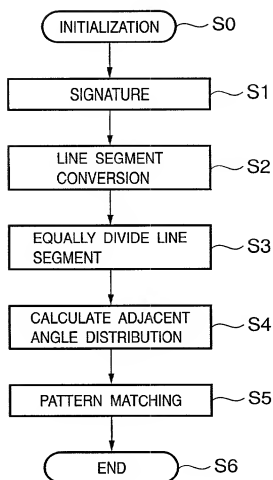 INITIALIZATION S0
SIGNATURE S1
LINE SEGMENT
CONVERSION S2
EQUALLY DIVIDE LINE
SEGMENT S3
CALCULATE ADJACENT
ANGLE DISTRIBUTION S4
PATTERN MATCHING S5
END S6